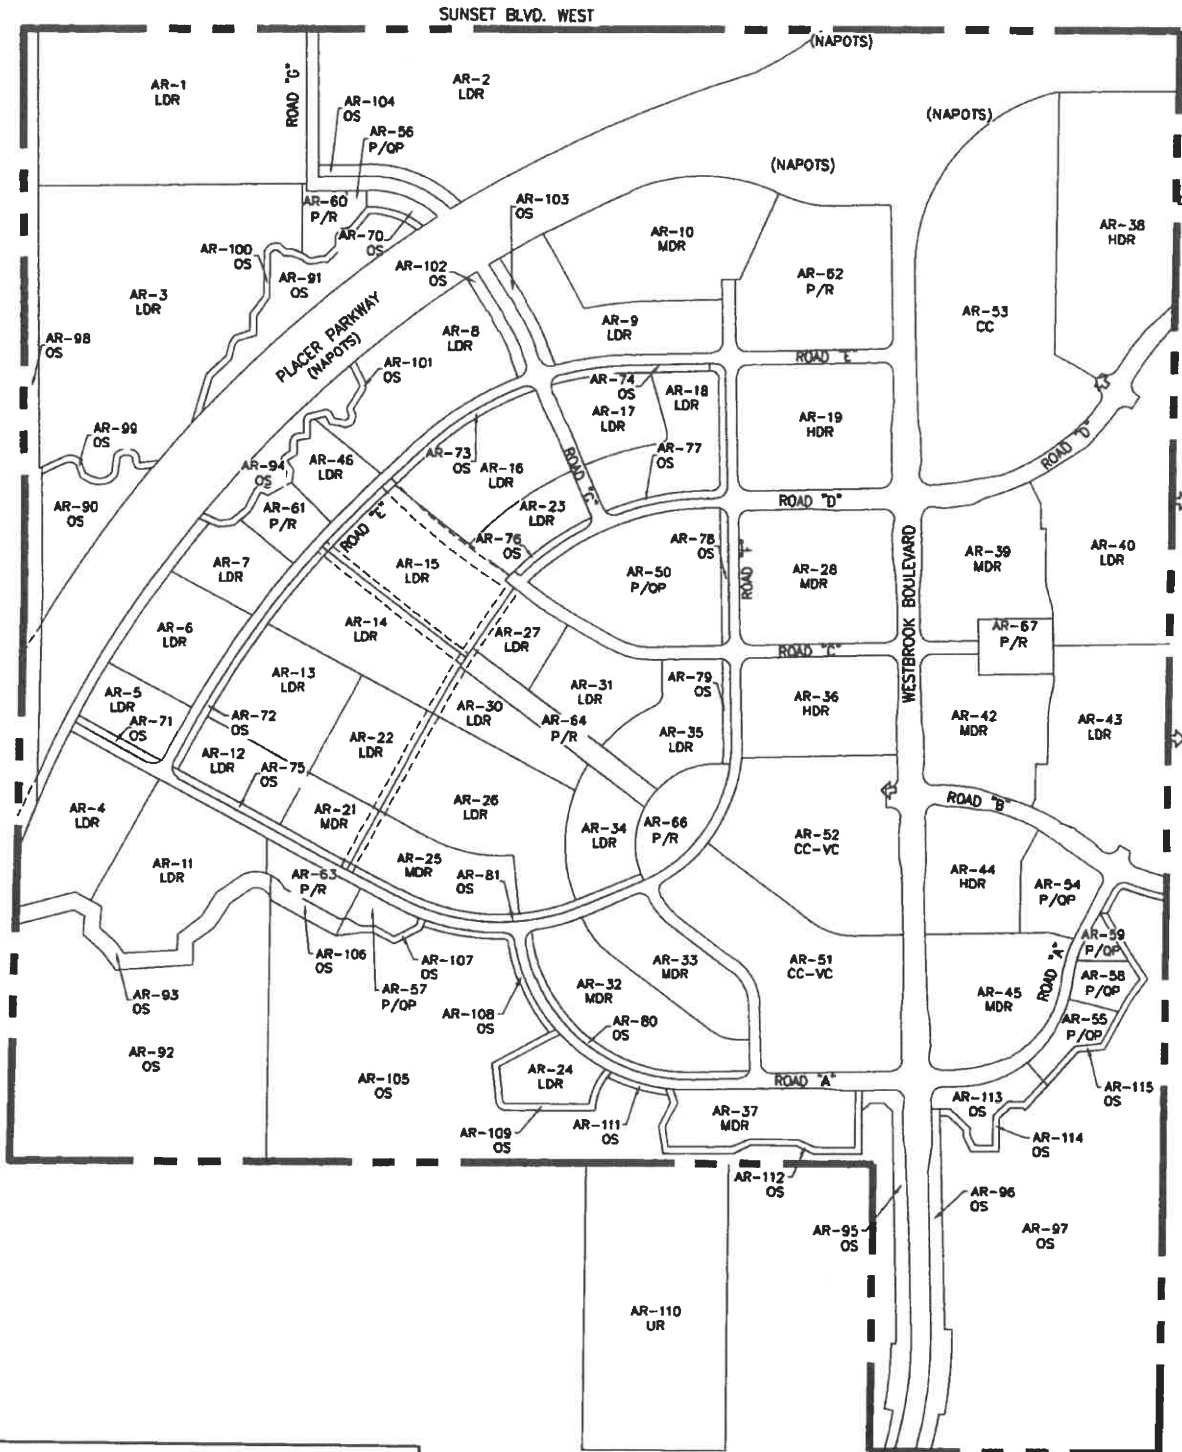 SUNSET BLVD. WEST
(NAPOTS)
AR-1
LDR
ROAD "G"
AR-2
LDR
AR-104
OS
AR-56
P/QP
(NAPOTS)
(NAPOTS)
AR-60
P/R
AR-103
OS
AR-70
OS
AR-10
MDR
AR-38
HDR
AR-100
OS
AR-91
OS
AR-102
OS
AR-62
P/R
AR-3
LDR
AR-53
CC
PLACER PARKWAY
(NAPOTS)
AR-8
LDR
AR-9
LDR
AR-98
OS
AR-101
OS
ROAD "E"
AR-74
OS
AR-18
LDR
AR-17
LDR
AR-19
HDR
AR-99
OS
AR-73
OS
AR-77
OS
ROAD "D"
AR-94
OS
AR-46
LDR
AR-16
LDR
ROAD "C"
AR-90
OS
AR-61
P/R
ROAD "E"
AR-23
LDR
ROAD "D"
AR-76
OS
AR-78
OS
ROAD "F"
AR-7
LDR
AR-15
LDR
AR-50
P/QP
AR-28
MDR
WESTBROOK BOULEVARD
AR-39
MDR
AR-40
LDR
AR-6
LDR
AR-14
LDR
AR-27
LDR
AR-67
P/R
ROAD "C"
AR-13
LDR
AR-5
LDR
AR-31
LDR
AR-79
OS
AR-36
HDR
AR-71
OS
AR-72
OS
AR-30
LDR
AR-64
P/R
AR-42
MDR
AR-43
LDR
AR-12
LDR
AR-75
OS
AR-22
LDR
AR-35
LDR
AR-4
LDR
AR-21
MDR
AR-26
LDR
AR-34
LDR
AR-66
P/R
AR-52
CC-VC
ROAD "B"
AR-11
LDR
AR-63
P/R
AR-25
MDR
AR-81
OS
AR-44
HDR
AR-54
P/QP
AR-59
P/QP
AR-106
OS
AR-107
OS
AR-57
P/QP
AR-33
MDR
AR-51
CC-VC
ROAD "A"
AR-58
P/QP
AR-93
OS
AR-32
MDR
AR-45
MDR
AR-108
OS
AR-80
OS
AR-55
P/QP
AR-92
OS
AR-105
OS
AR-24
LDR
ROAD "A"
AR-115
OS
AR-113
OS
AR-37
MDR
AR-109
OS
AR-111
OS
AR-114
OS
AR-112
OS
AR-96
OS
AR-95
OS
AR-97
OS
AR-110
UR